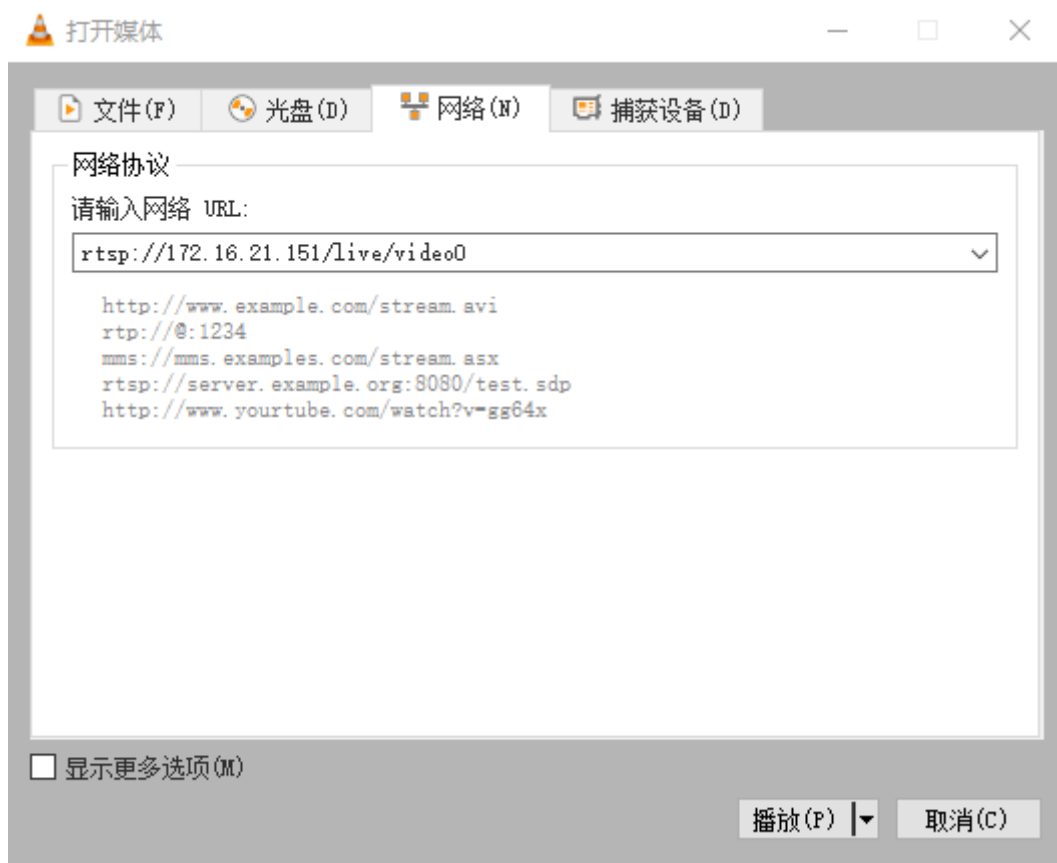 打开媒体
文件(F) 光盘(D) 网络(N) 捕获设备(D)
网络协议
请输入网络 URL:
rtsp://172.16.21.151/live/video0
http://www.example.com/stream.avi
rtp://@:1234
mms://mms.examples.com/stream.asx
rtsp://server.example.org:8080/test.sdp
http://www.yourtube.com/watch?v=gg64x
显示更多选项(M)
播放(P) 取消(C)